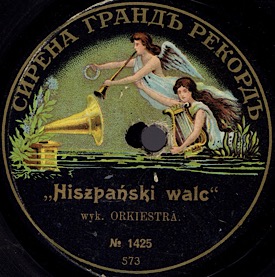 СИРЕНА ГРАНДЪ РЕКОРДЪ
„Hiszpański walc“
wyk. ORKIESTRA.
№ 1425
573